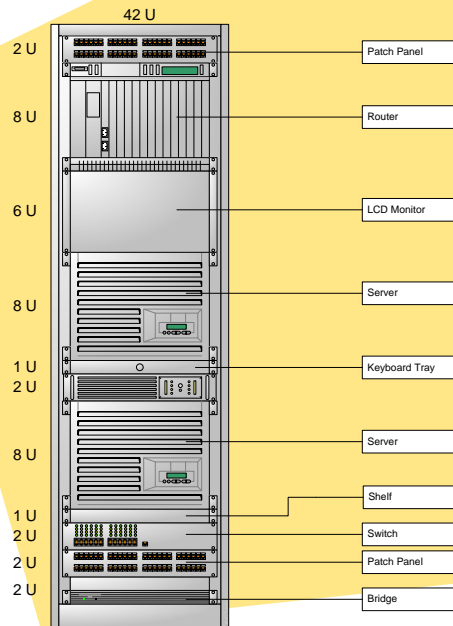 42 U
2 U
Patch Panel
8 U
Router
6 U
LCD Monitor
8 U
Server
1 U
Keyboard Tray
2 U
8 U
Server
1 U
Shelf
2 U
Switch
2 U
Patch Panel
2 U
Bridge